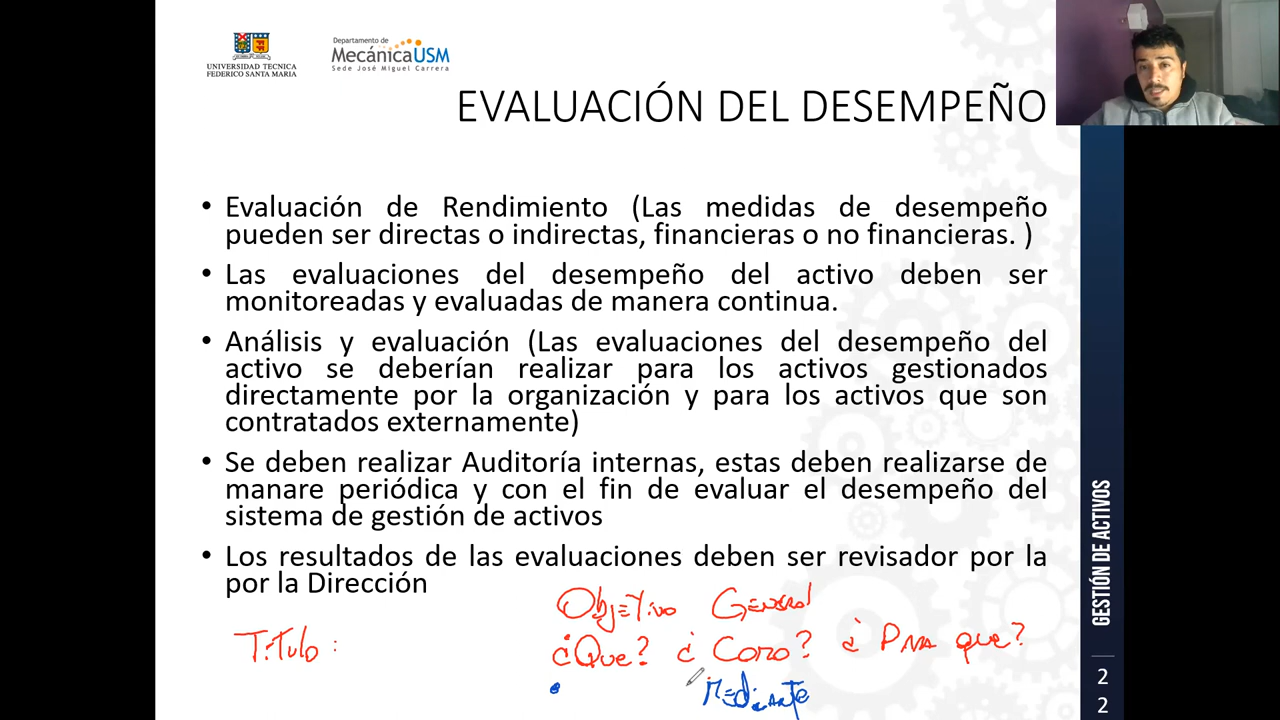 UNIVERSIDAD TECNICA
FEDERICO SANTA MARIA
Departamento de
MecánicaUSM
Sede José Miguel Carrera
EVALUACIÓN DEL DESEMPEÑO
• Evaluación de Rendimiento (Las medidas de desempeño
pueden ser directas o indirectas, financieras o no financieras. )
• Las evaluaciones del desempeño del activo deben ser
monitoreadas y evaluadas de manera continua.
• Análisis y evaluación (Las evaluaciones del desempeño del
activo se deberían realizar para los activos gestionados
directamente por la organización y para los activos que son
contratados externamente)
• Se deben realizar Auditoría internas, estas deben realizarse de
manare periódica y con el fin de evaluar el desempeño del
sistema de gestión de activos
• Los resultados de las evaluaciones deben ser revisador por la
por la Dirección
Objetivo General
Titulo:
¿Que? ¿Como? ¿Para que?
Mediante
GESTIÓN DE ACTIVOS
2
2